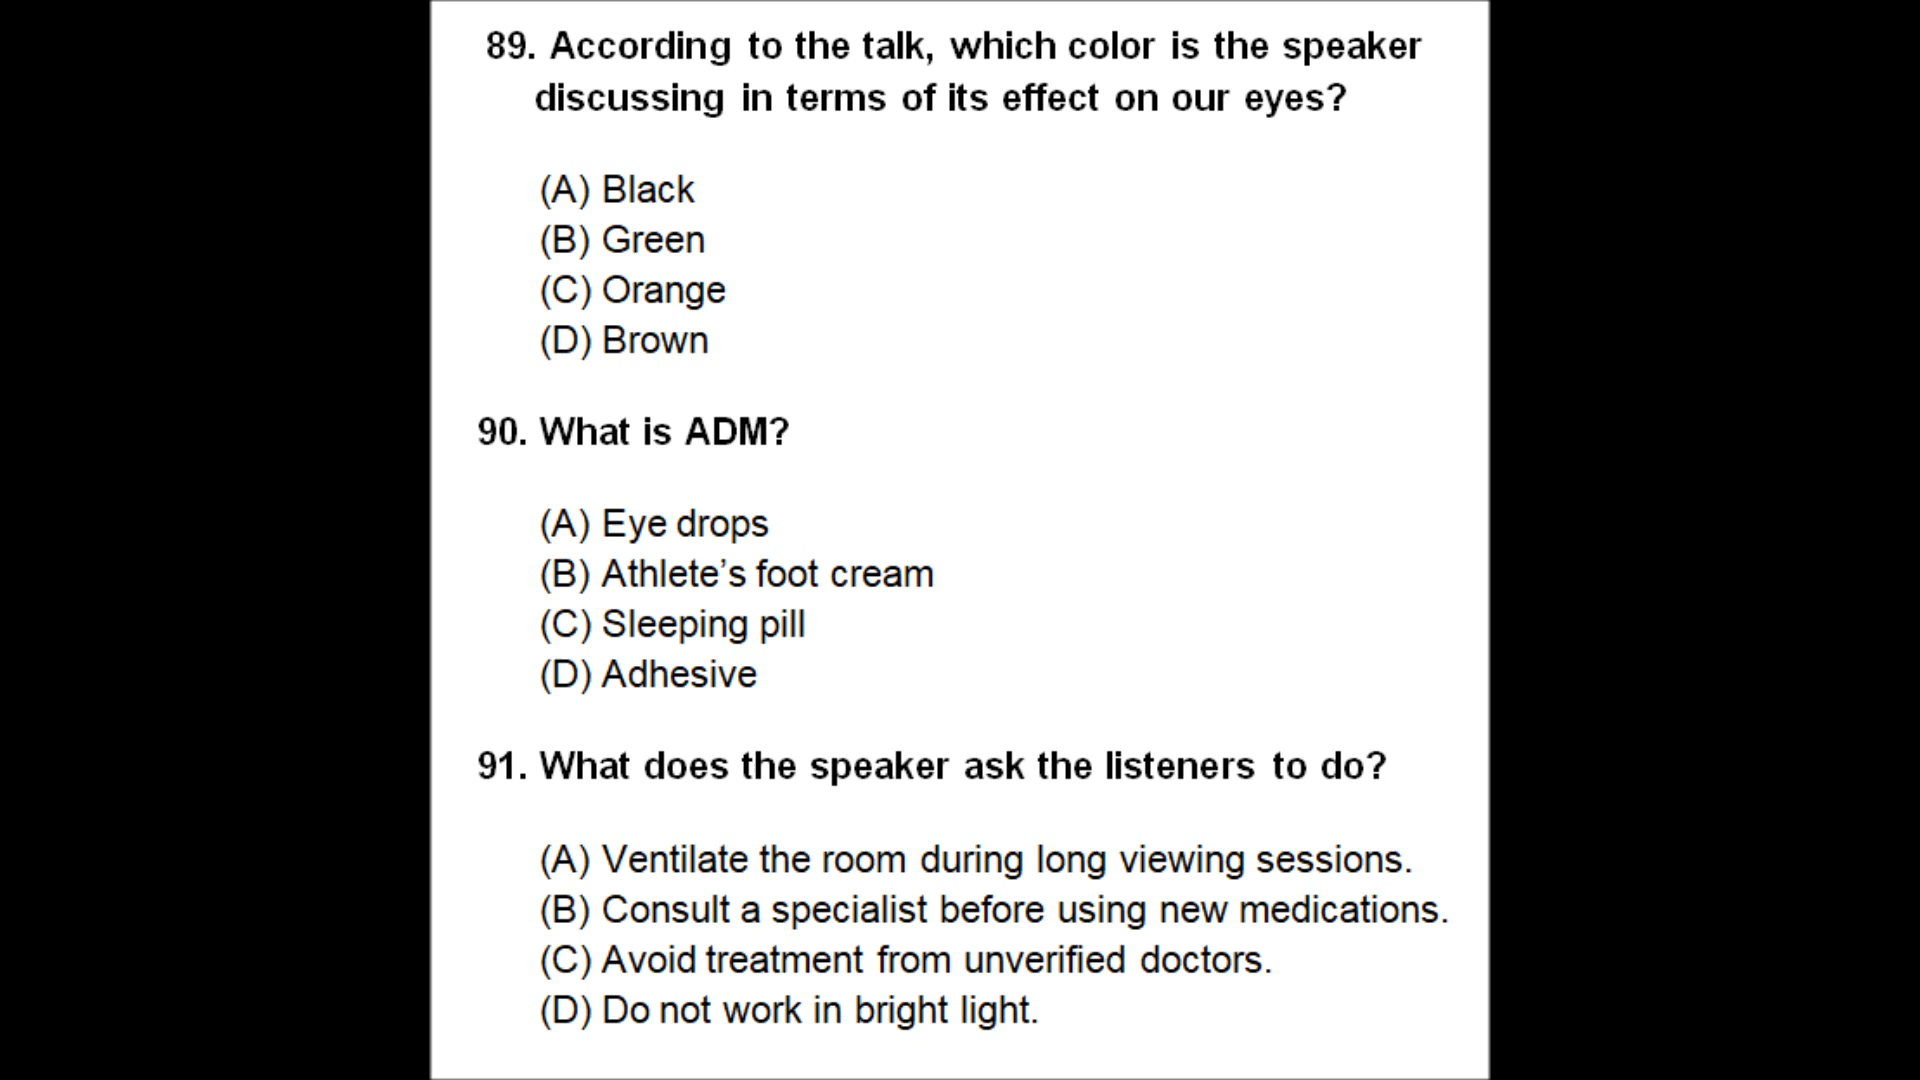 89. According to the talk, which color is the speaker
discussing in terms of its effect on our eyes?
(A) Black
(B) Green
(C) Orange
(D) Brown
90. What is ADM?
(A) Eye drops
(B) Athlete’s foot cream
(C) Sleeping pill
(D) Adhesive
91. What does the speaker ask the listeners to do?
(A) Ventilate the room during long viewing sessions.
(B) Consult a specialist before using new medications.
(C) Avoid treatment from unverified doctors.
(D) Do not work in bright light.